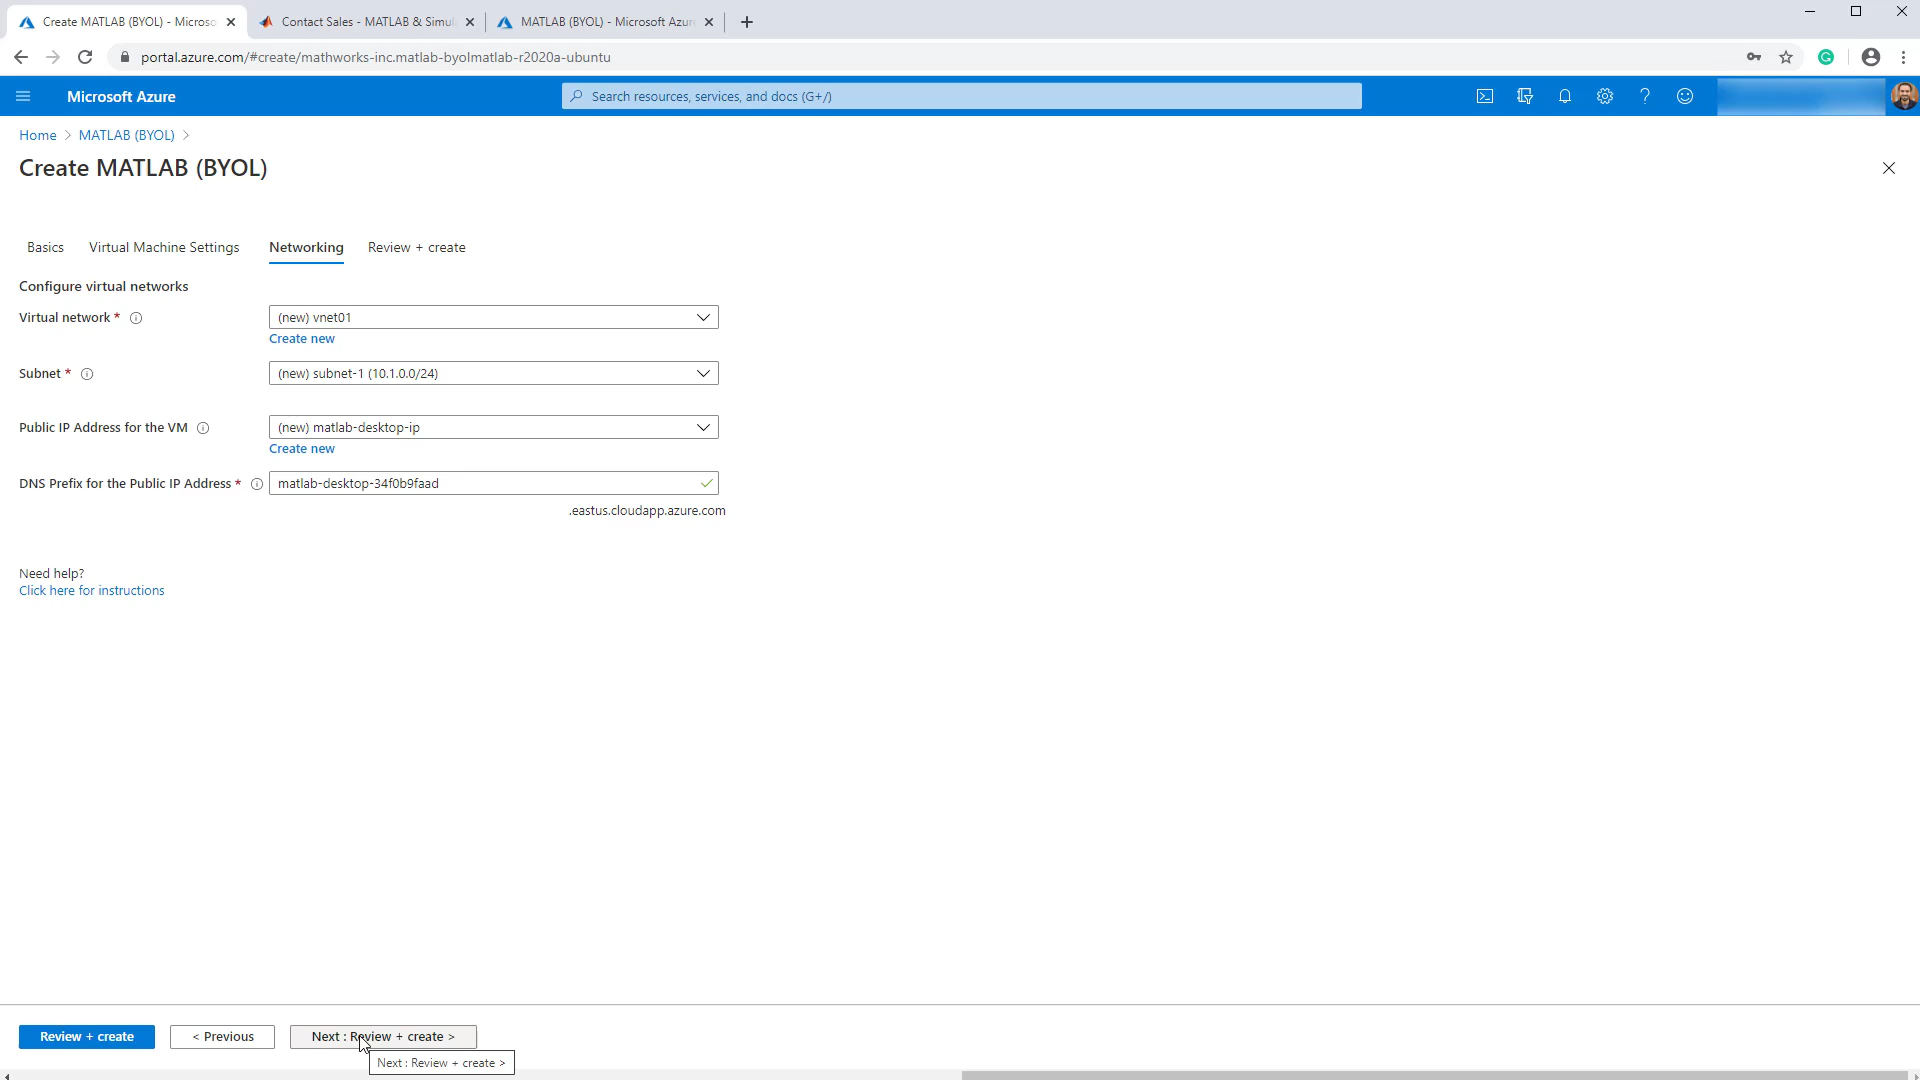 Create MATLAB (BYOL) - Micros
Contact Sales - MATLAB & Simul
MATLAB (BYOL) - Microsoft Azur
portal.azure.com/#create/mathworks-inc.matlab-byolmatlab-r2020a-ubuntu
Microsoft Azure
Search resources, services, and docs (G+/)
Home > MATLAB (BYOL) >
Create MATLAB (BYOL)
Basics
Virtual Machine Settings
Networking
Review + create
Configure virtual networks
Virtual network *
(new) vnet01
Create new
Subnet *
(new) subnet-1 (10.1.0.0/24)
Public IP Address for the VM
(new) matlab-desktop-ip
Create new
DNS Prefix for the Public IP Address *
matlab-desktop-34f0b9faad
.eastus.cloudapp.azure.com
Need help?
Click here for instructions
Review + create
< Previous
Next : Review + create >
Next : Review + create >